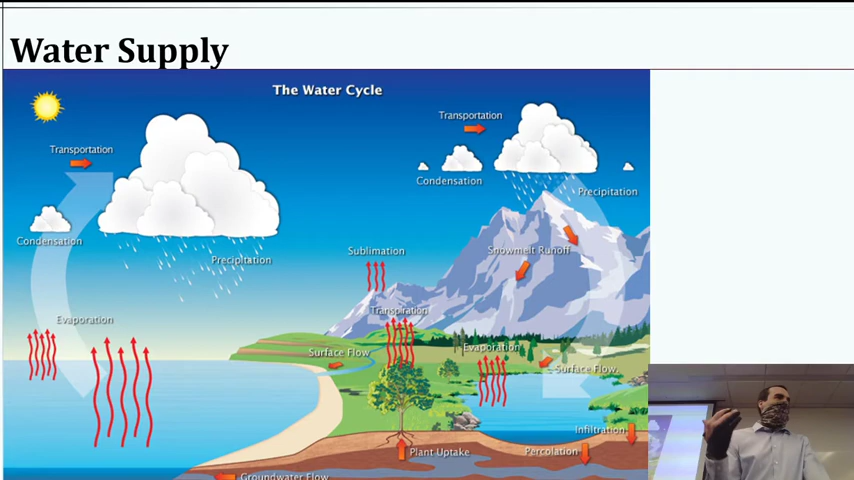 Water Supply
The Water Cycle
Transportation
Transportation
Condensation
Precipitation
Condensation
Precipitation
Sublimation
Snowmelt Runoff
Transpiration
Evaporation
Surface Flow
Evaporation
Surface Flow
Infiltration
Plant Uptake
Percolation
Groundwater Flow